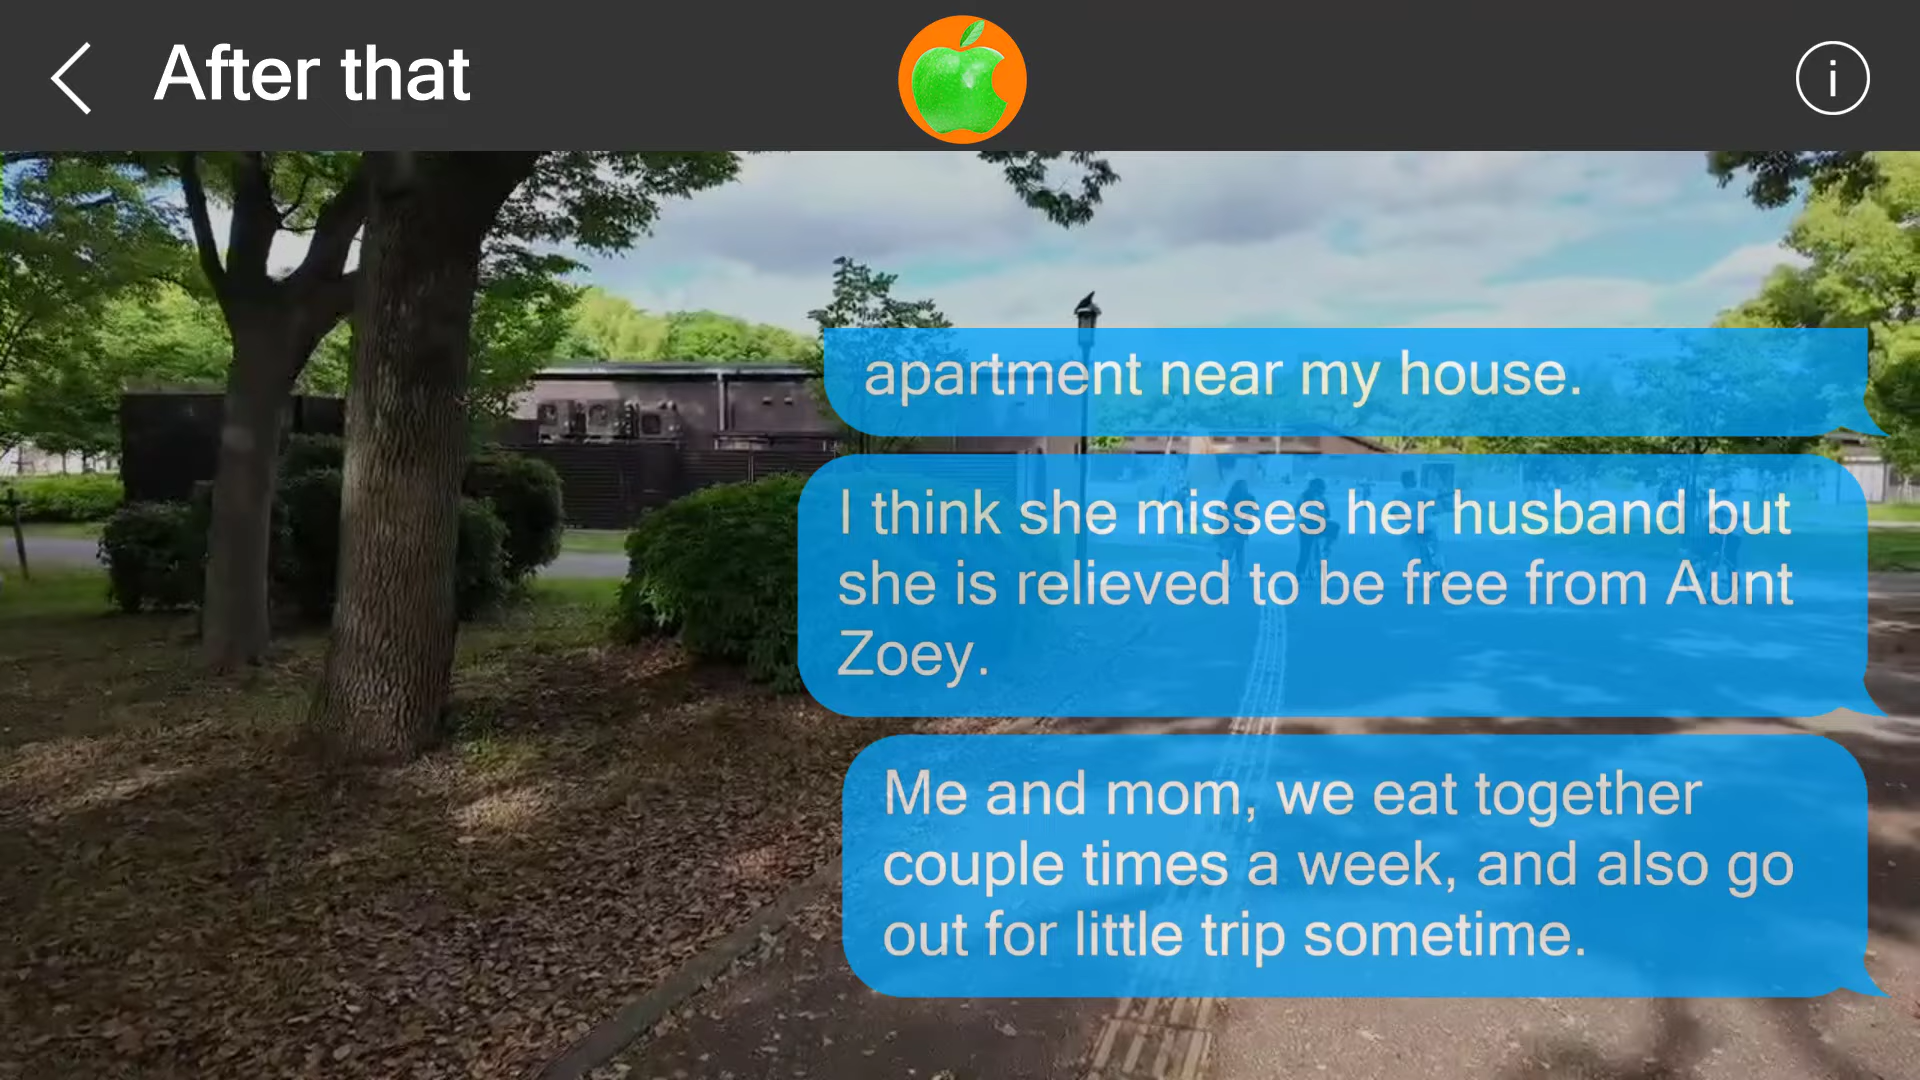 After that
apartment near my house.
I think she misses her husband but
she is relieved to be free from Aunt
Zoey.
Me and mom, we eat together
couple times a week, and also go
out for little trip sometime.